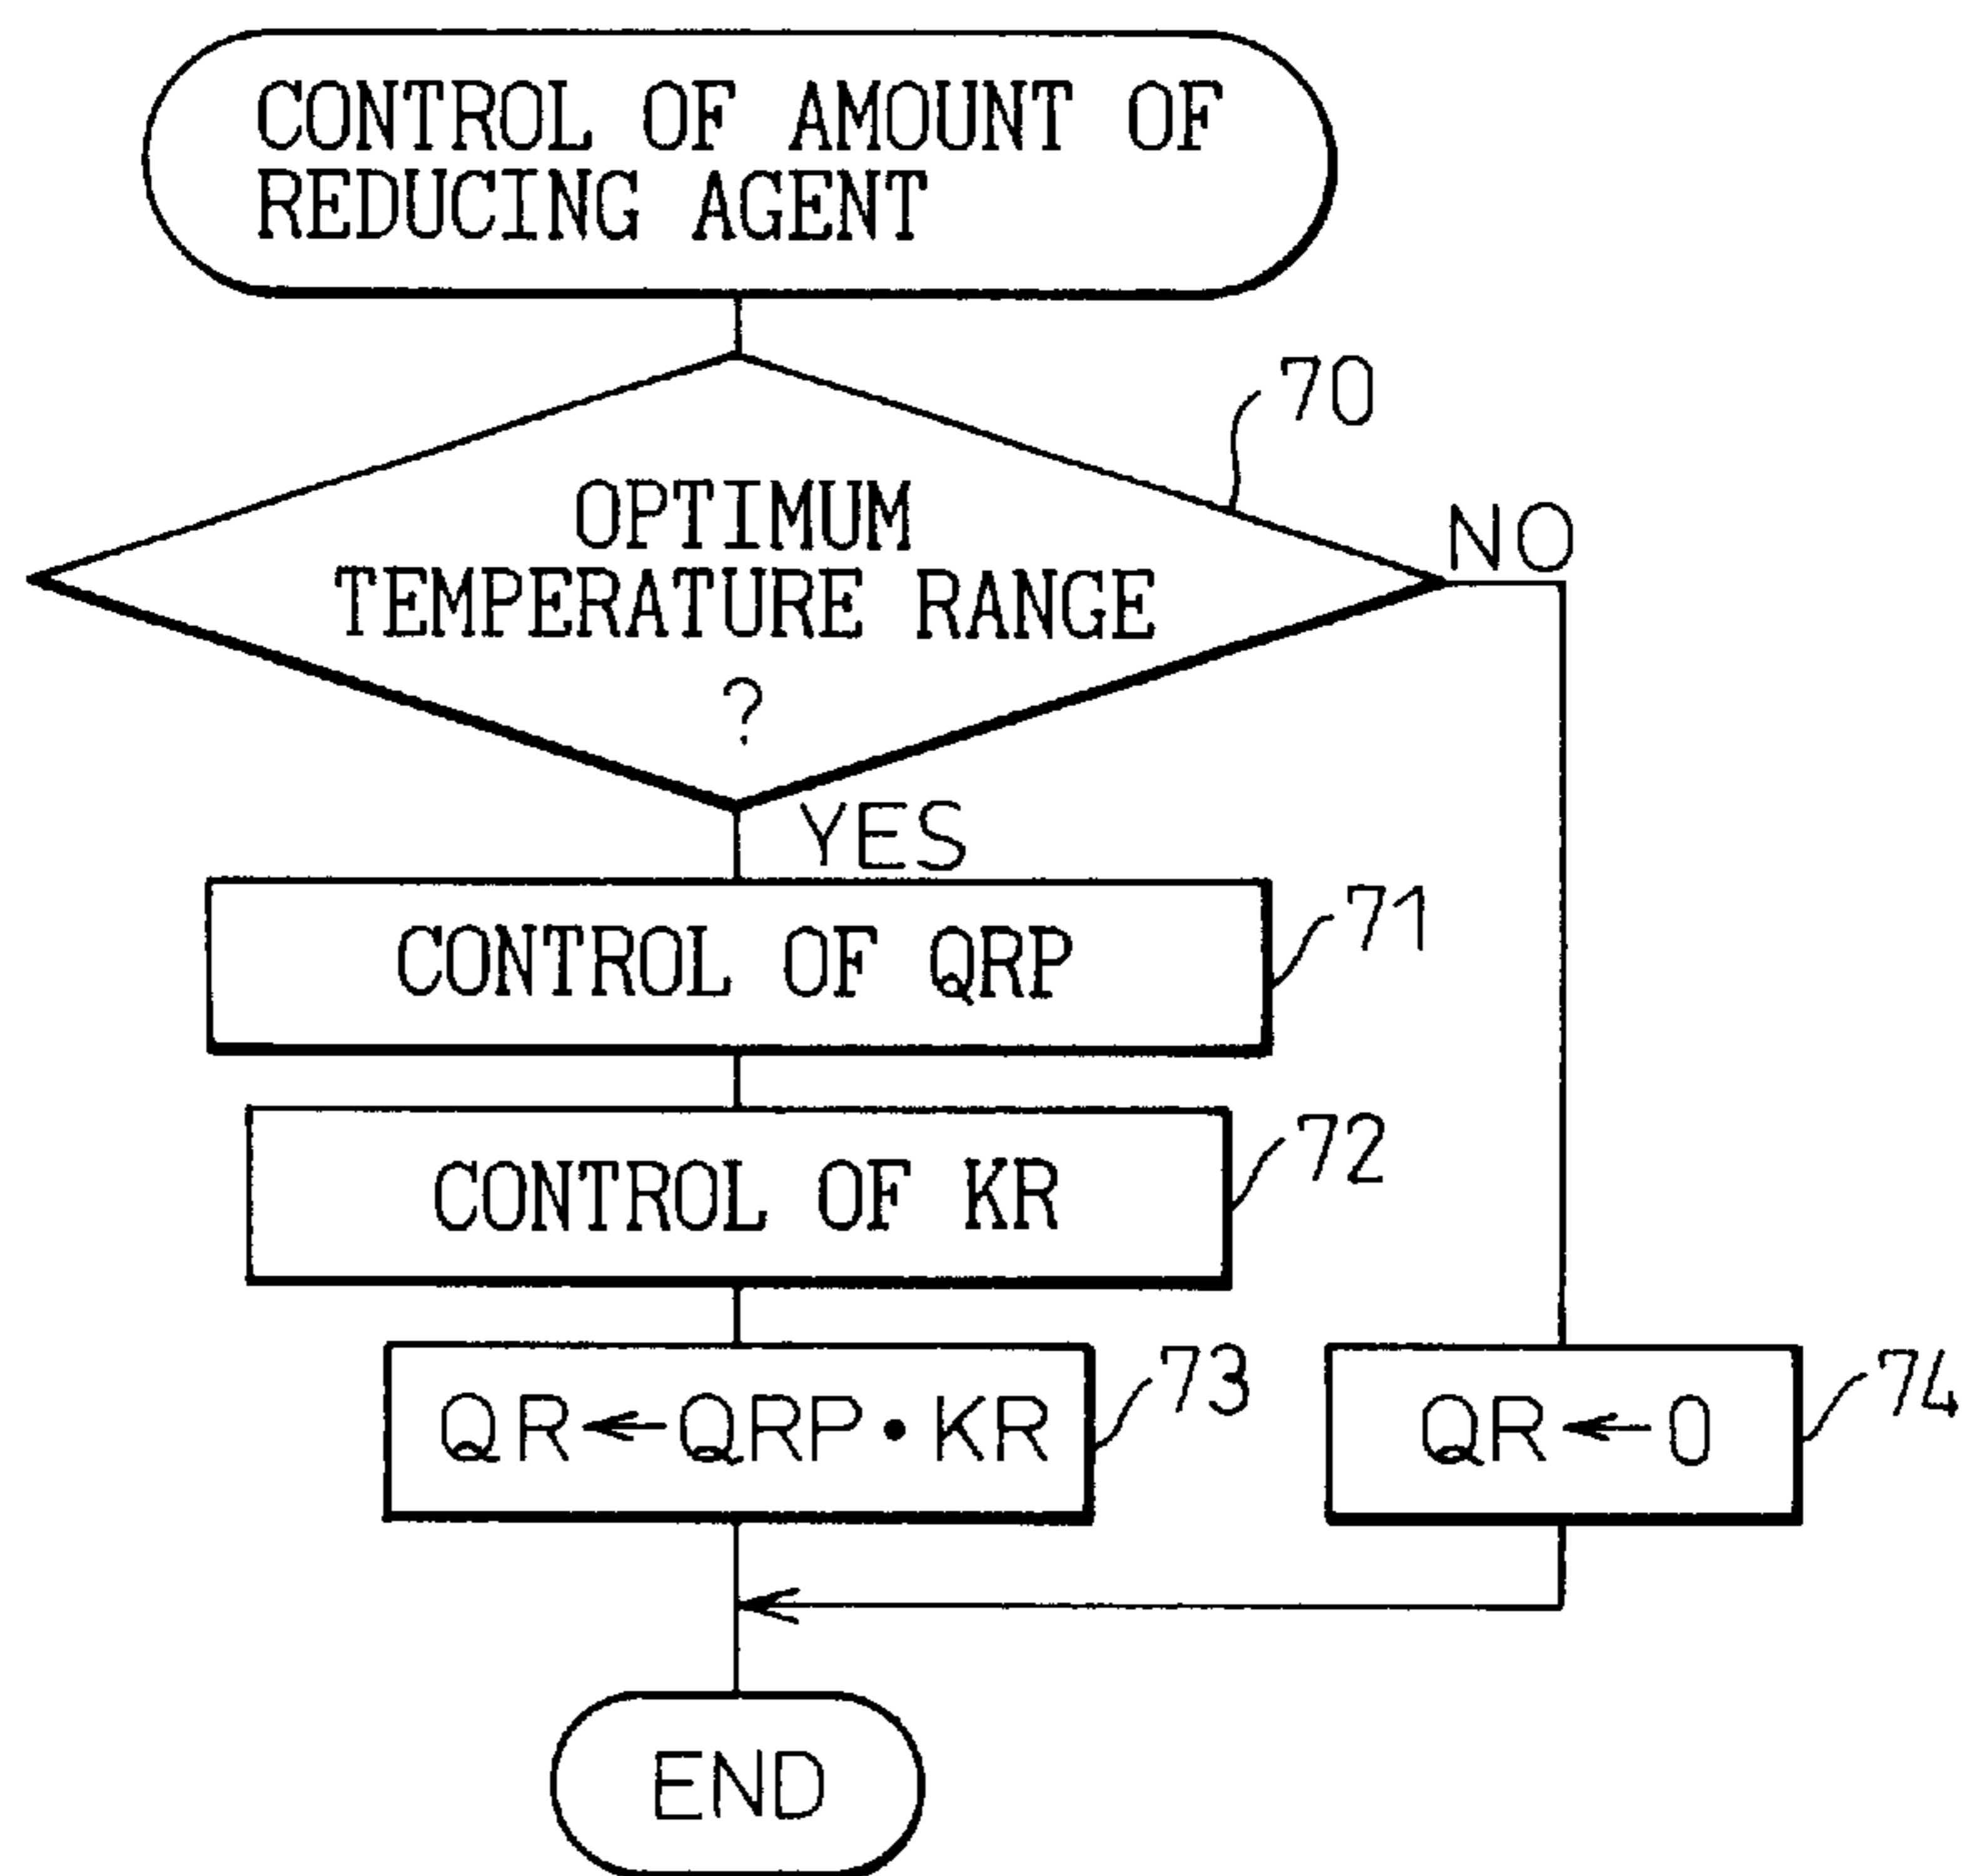 CONTROL OF AMOUNT OF
REDUCING AGENT
70
OPTIMUM
TEMPERATURE RANGE
?
NO
YES
CONTROL OF QRP
71
CONTROL OF KR
72
QR←QRP•KR
73
QR←0
74
END